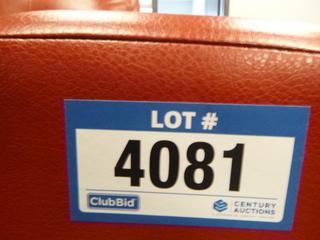 LOT #
4081
ClubBid
CENTURY
AUCTIONS